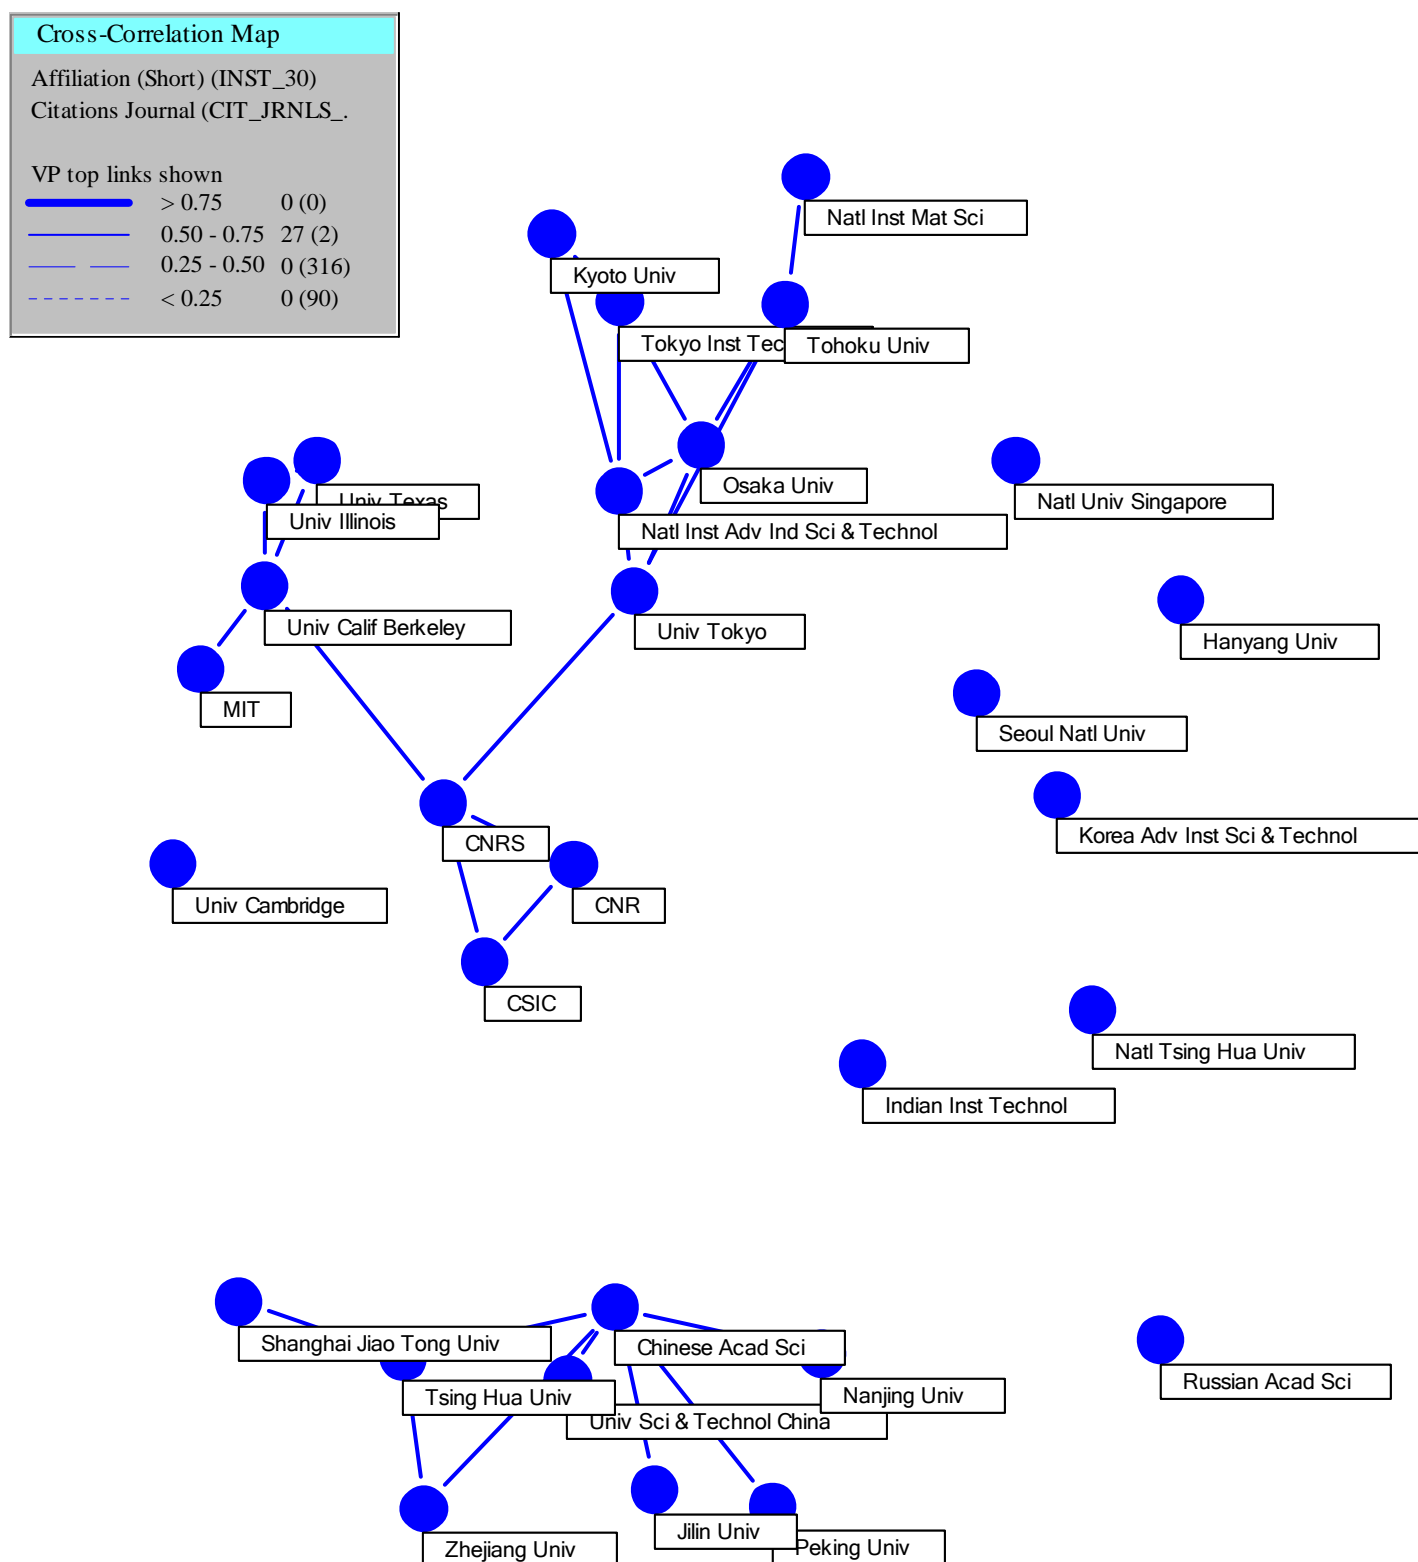 Cross-Correlation Map
Affiliation (Short) (INST_30)
Citations Journal (CIT_JRNLS_.
VP top links shown
> 0.75 0 (0)
0.50 - 0.75 27 (2)
0.25 - 0.50 0 (316)
< 0.25 0 (90)
Natl Inst Mat Sci
Kyoto Univ
Tokyo Inst Tec
Tohoku Univ
Osaka Univ
Univ Texas
Natl Univ Singapore
Univ Illinois
Natl Inst Adv Ind Sci & Technol
Univ Calif Berkeley
Univ Tokyo
Hanyang Univ
MIT
Seoul Natl Univ
CNRS
Korea Adv Inst Sci & Technol
Univ Cambridge
CNR
CSIC
Natl Tsing Hua Univ
Indian Inst Technol
Shanghai Jiao Tong Univ
Chinese Acad Sci
Russian Acad Sci
Tsing Hua Univ
Nanjing Univ
Univ Sci & Technol China
Jilin Univ
Zhejiang Univ
Peking Univ